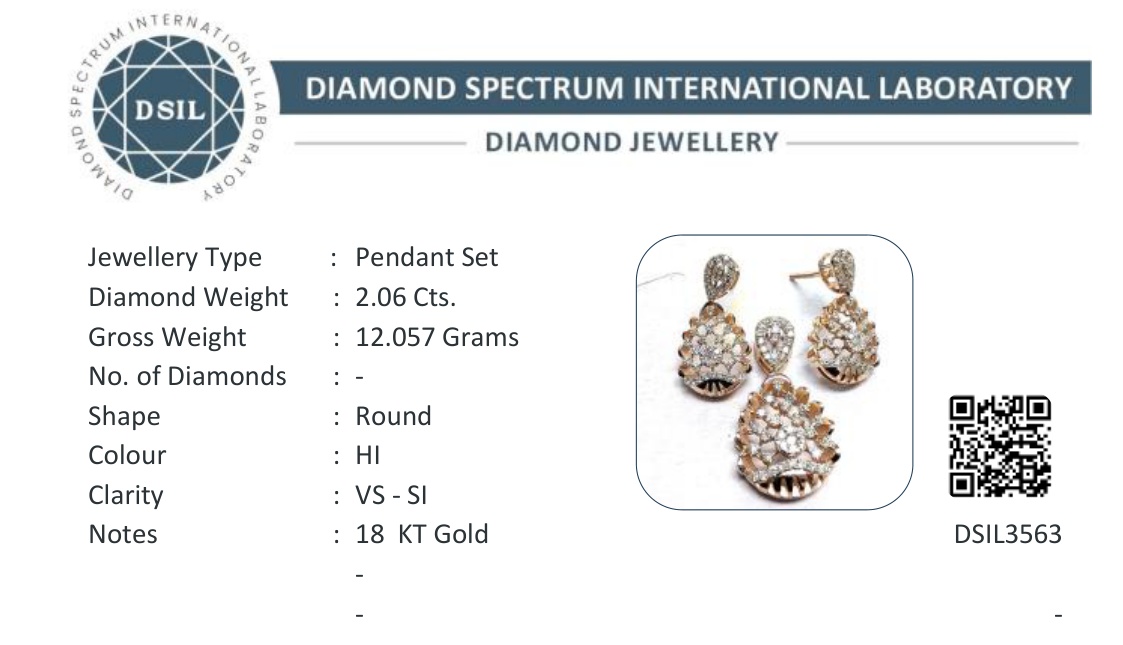 DIAMOND SPECTRUM INTERNATIONAL LABORATORY
DSIL
DIAMOND SPECTRUM INTERNATIONAL LABORATORY
DIAMOND JEWELLERY
Jewellery Type : Pendant Set
Diamond Weight : 2.06 Cts.
Gross Weight : 12.057 Grams
No. of Diamonds : -
Shape : Round
Colour : HI
Clarity : VS - SI
Notes : 18 KT Gold
DSIL3563
-
- -